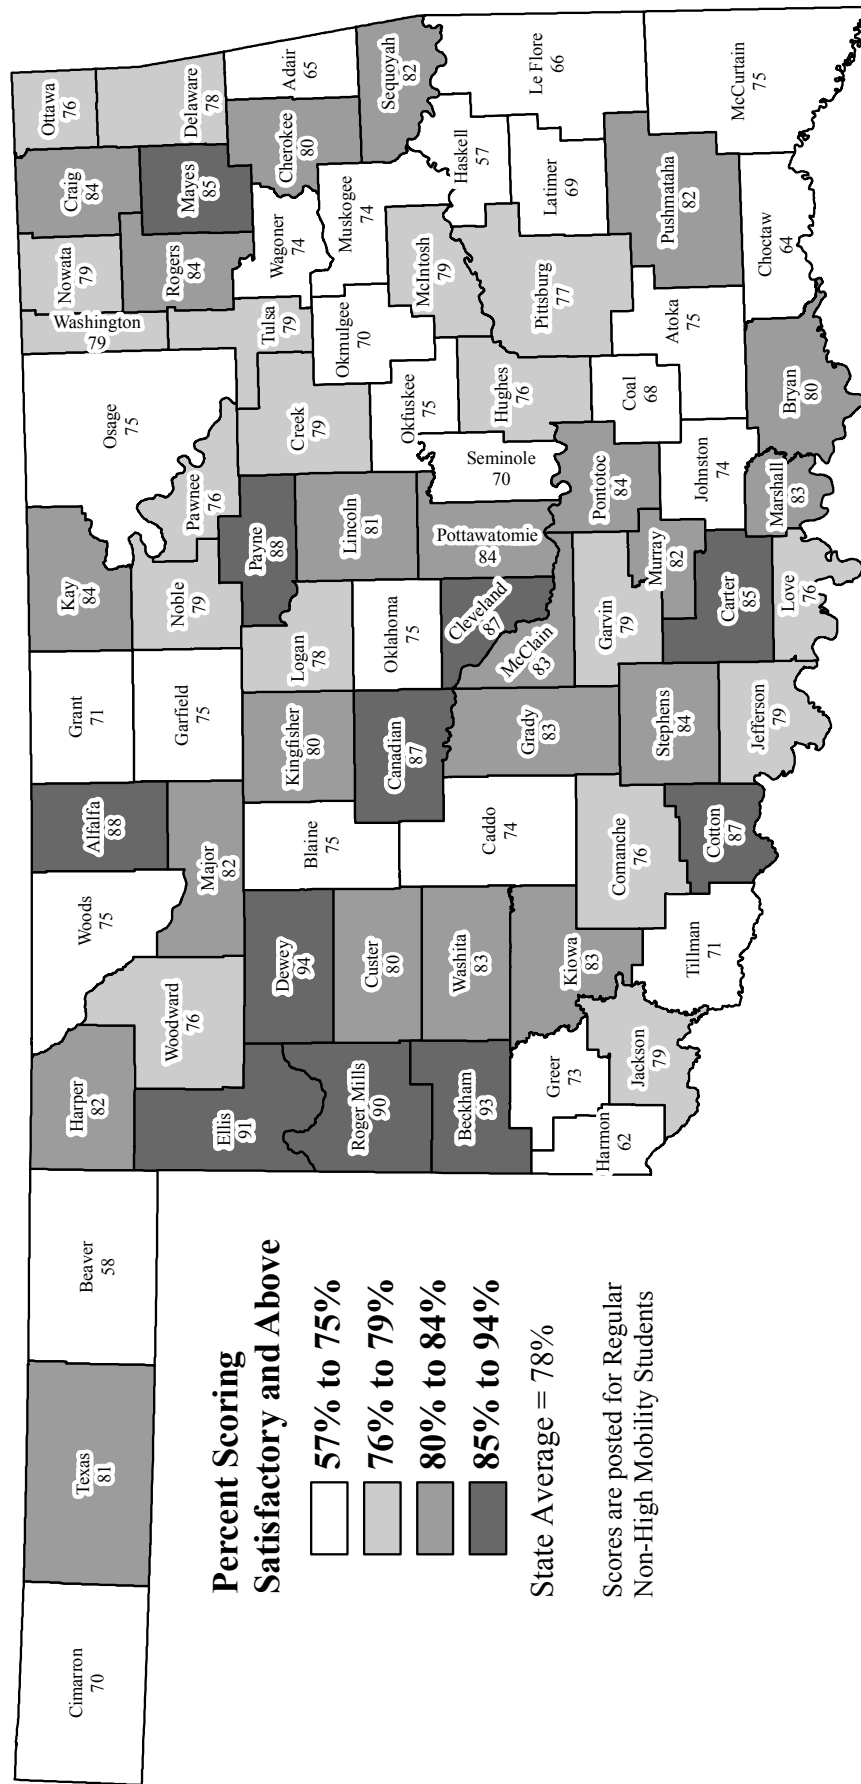 Cimarron
70
Texas
81
Beaver
58
Harper
82
Woods
75
Alfalfa
88
Grant
71
Kay
84
Osage
75
Washington
79
Nowata
79
Craig
84
Ottawa
76
Ellis
91
Woodward
76
Major
82
Garfield
75
Noble
79
Pawnee
76
Tulsa
79
Rogers
84
Mayes
85
Delaware
78
Roger Mills
90
Dewey
94
Custer
80
Blaine
75
Kingfisher
80
Logan
78
Payne
88
Creek
79
Wagoner
74
Cherokee
80
Adair
65
Beckham
93
Washita
83
Caddo
74
Canadian
87
Oklahoma
75
Lincoln
81
Okfuskee
75
Okmulgee
70
Muskogee
74
Sequoyah
82
Cleveland
87
McClain
83
Grady
83
Pottawatomie
84
Seminole
70
Hughes
76
McIntosh
79
Haskell
57
Harmon
62
Greer
73
Kiowa
83
Jackson
79
Tillman
71
Comanche
76
Cotton
87
Stephens
84
Garvin
79
Murray
82
Pontotoc
84
Coal
68
Pittsburg
77
Latimer
69
Le Flore
66
Jefferson
79
Carter
85
Love
76
Johnston
74
Marshall
83
Atoka
75
Bryan
80
Pushmataha
82
Choctaw
64
McCurtain
75
Percent Scoring
Satisfactory and Above
57% to 75%
76% to 79%
80% to 84%
85% to 94%
State Average = 78%
Scores are posted for Regular
Non-High Mobility Students